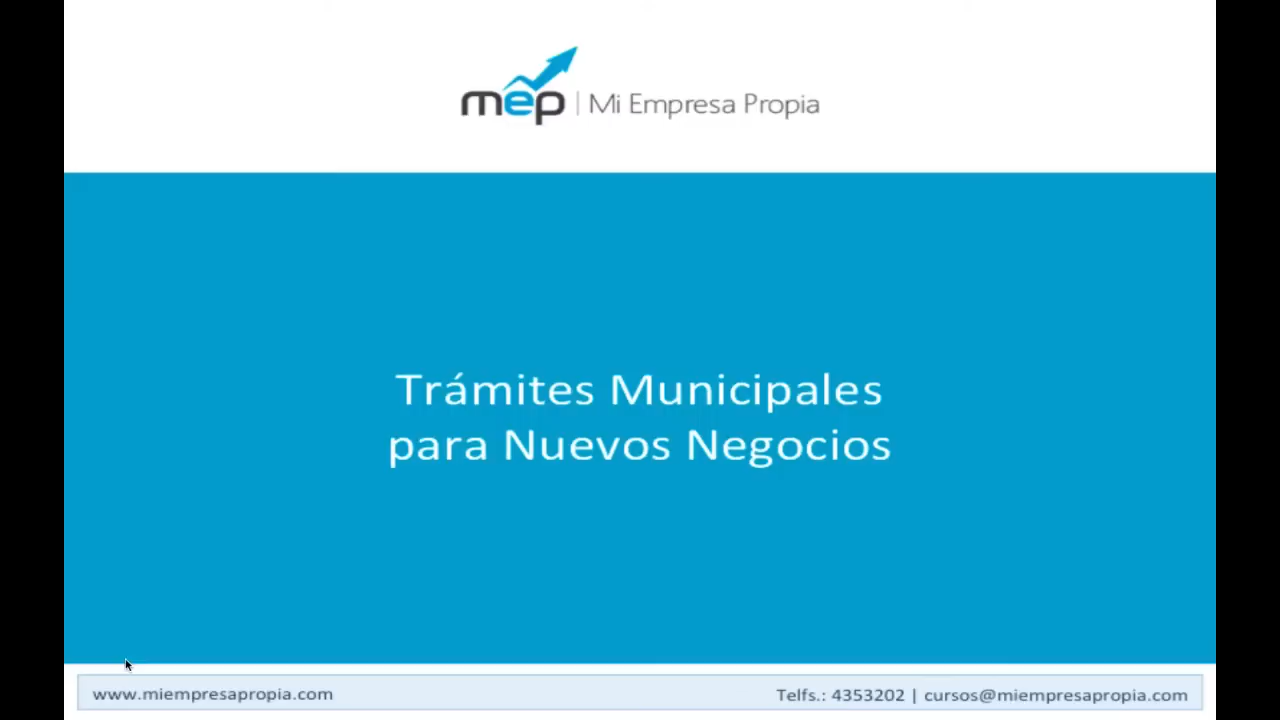 mep | Mi Empresa Propia
Trámites Municipales
para Nuevos Negocios
www.miempresapropia.com
Telfs.: 4353202 | cursos@miempresapropia.com